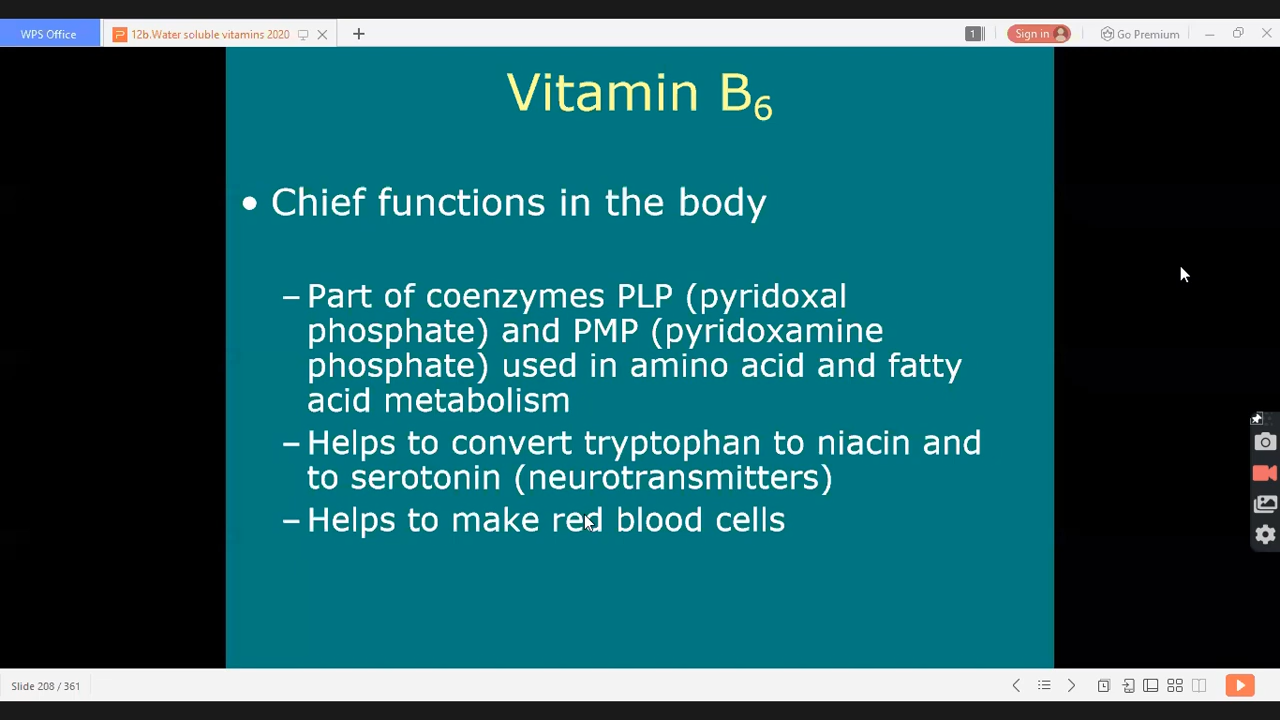 WPS Office
12b.Water soluble vitamins 2020
1
Sign in
Go Premium
Vitamin B₆
• Chief functions in the body
– Part of coenzymes PLP (pyridoxal
phosphate) and PMP (pyridoxamine
phosphate) used in amino acid and fatty
acid metabolism
– Helps to convert tryptophan to niacin and
to serotonin (neurotransmitters)
– Helps to make red blood cells
Slide 208 / 361